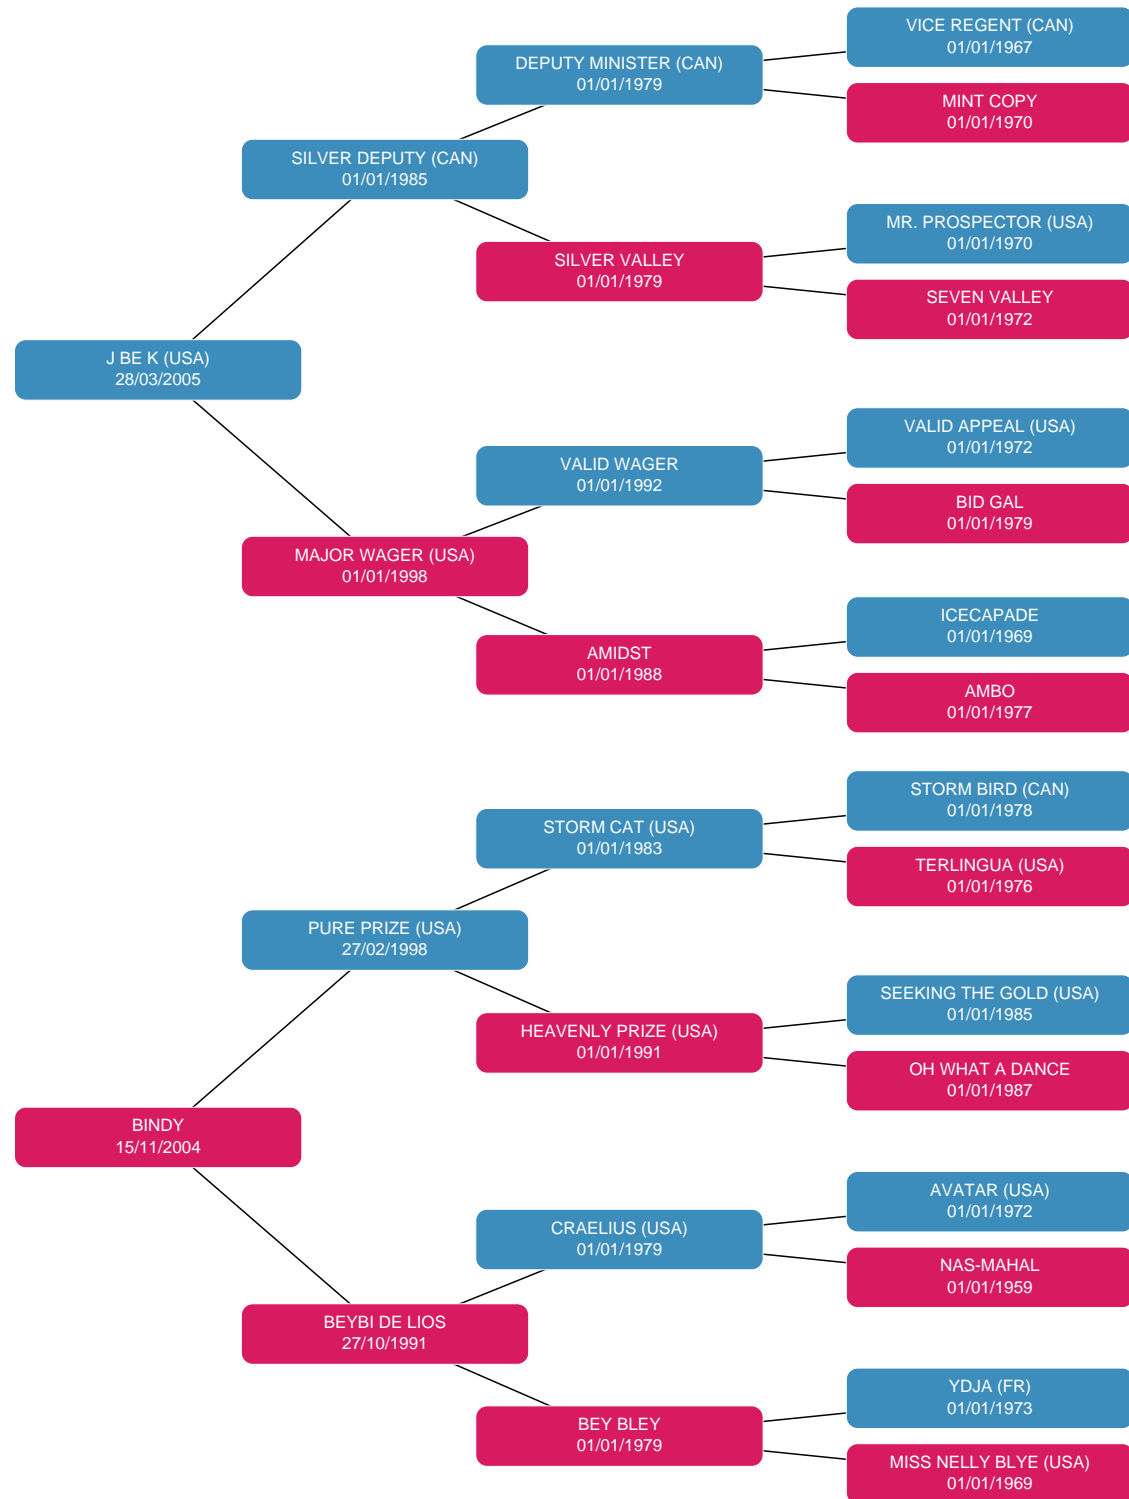 VICE REGENT (CAN)
01/01/1967
DEPUTY MINISTER (CAN)
01/01/1979
MINT COPY
01/01/1970
SILVER DEPUTY (CAN)
01/01/1985
MR. PROSPECTOR (USA)
01/01/1970
SILVER VALLEY
01/01/1979
SEVEN VALLEY
01/01/1972
J BE K (USA)
28/03/2005
VALID APPEAL (USA)
01/01/1972
VALID WAGER
01/01/1992
BID GAL
01/01/1979
MAJOR WAGER (USA)
01/01/1998
ICECAPADE
01/01/1969
AMIDST
01/01/1988
AMBO
01/01/1977
STORM BIRD (CAN)
01/01/1978
STORM CAT (USA)
01/01/1983
TERLINGUA (USA)
01/01/1976
PURE PRIZE (USA)
27/02/1998
SEEKING THE GOLD (USA)
01/01/1985
HEAVENLY PRIZE (USA)
01/01/1991
OH WHAT A DANCE
01/01/1987
BINDY
15/11/2004
AVATAR (USA)
01/01/1972
CRAELIUS (USA)
01/01/1979
NAS-MAHAL
01/01/1959
BEYBI DE LIOS
27/10/1991
YDJA (FR)
01/01/1973
BEY BLEY
01/01/1979
MISS NELLY BLYE (USA)
01/01/1969